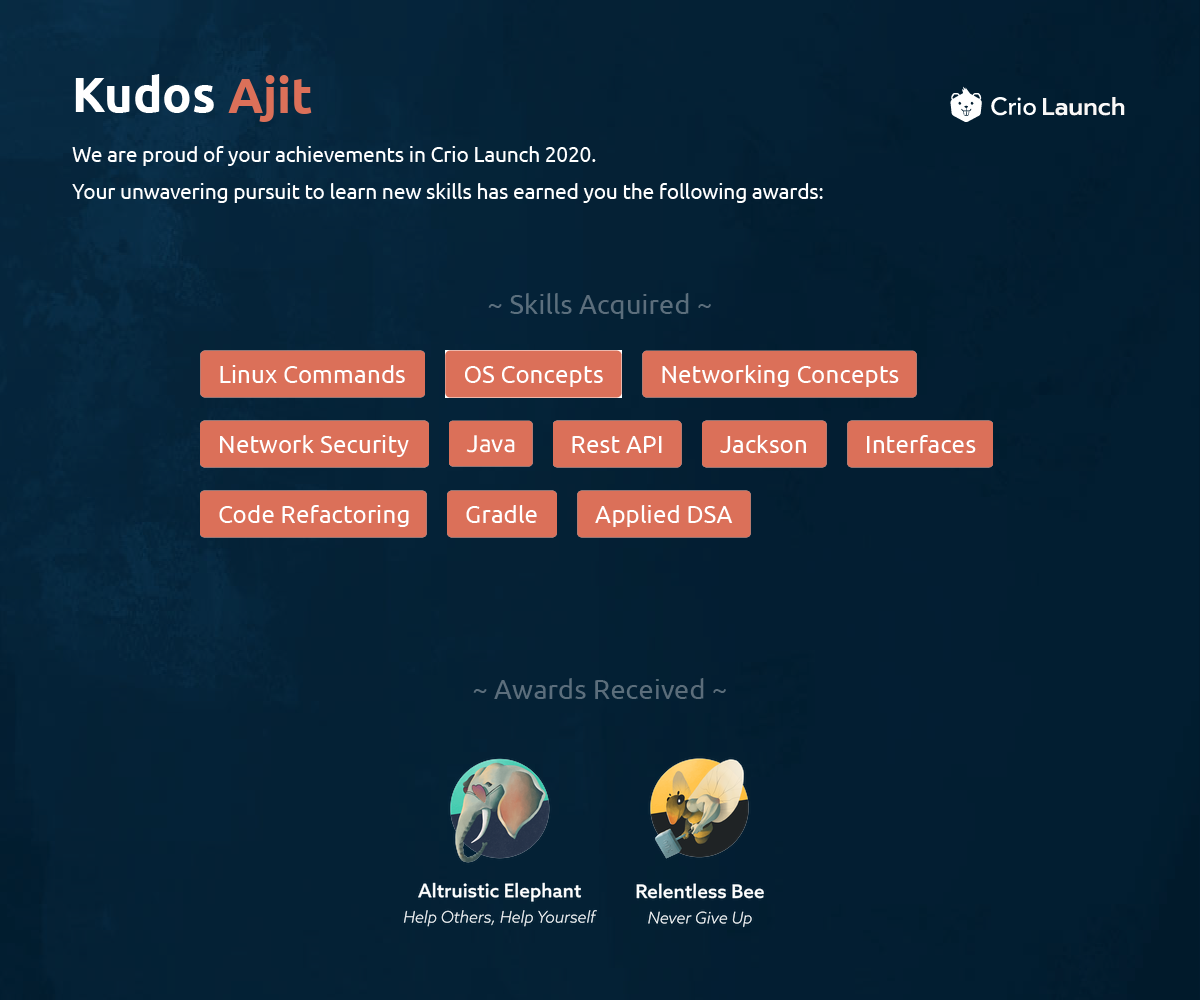 Kudos Ajit
Crio Launch
We are proud of your achievements in Crio Launch 2020.
Your unwavering pursuit to learn new skills has earned you the following awards:
~ Skills Acquired ~
Linux Commands OS Concepts Networking Concepts
Network Security Java Rest API Jackson Interfaces
Code Refactoring Gradle Applied DSA
~ Awards Received ~
Altruistic Elephant Relentless Bee
Help Others, Help Yourself Never Give Up